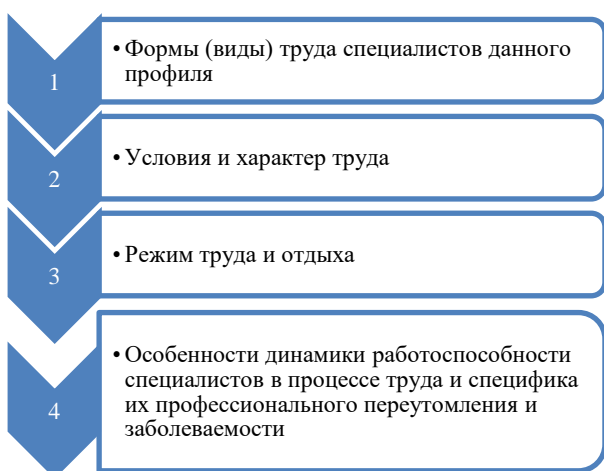 1
• Формы (виды) труда специалистов данного
профиля
2
• Условия и характер труда
3
• Режим труда и отдыха
4
• Особенности динамики работоспособности
специалистов в процессе труда и специфика
их профессионального переутомления и
заболеваемости